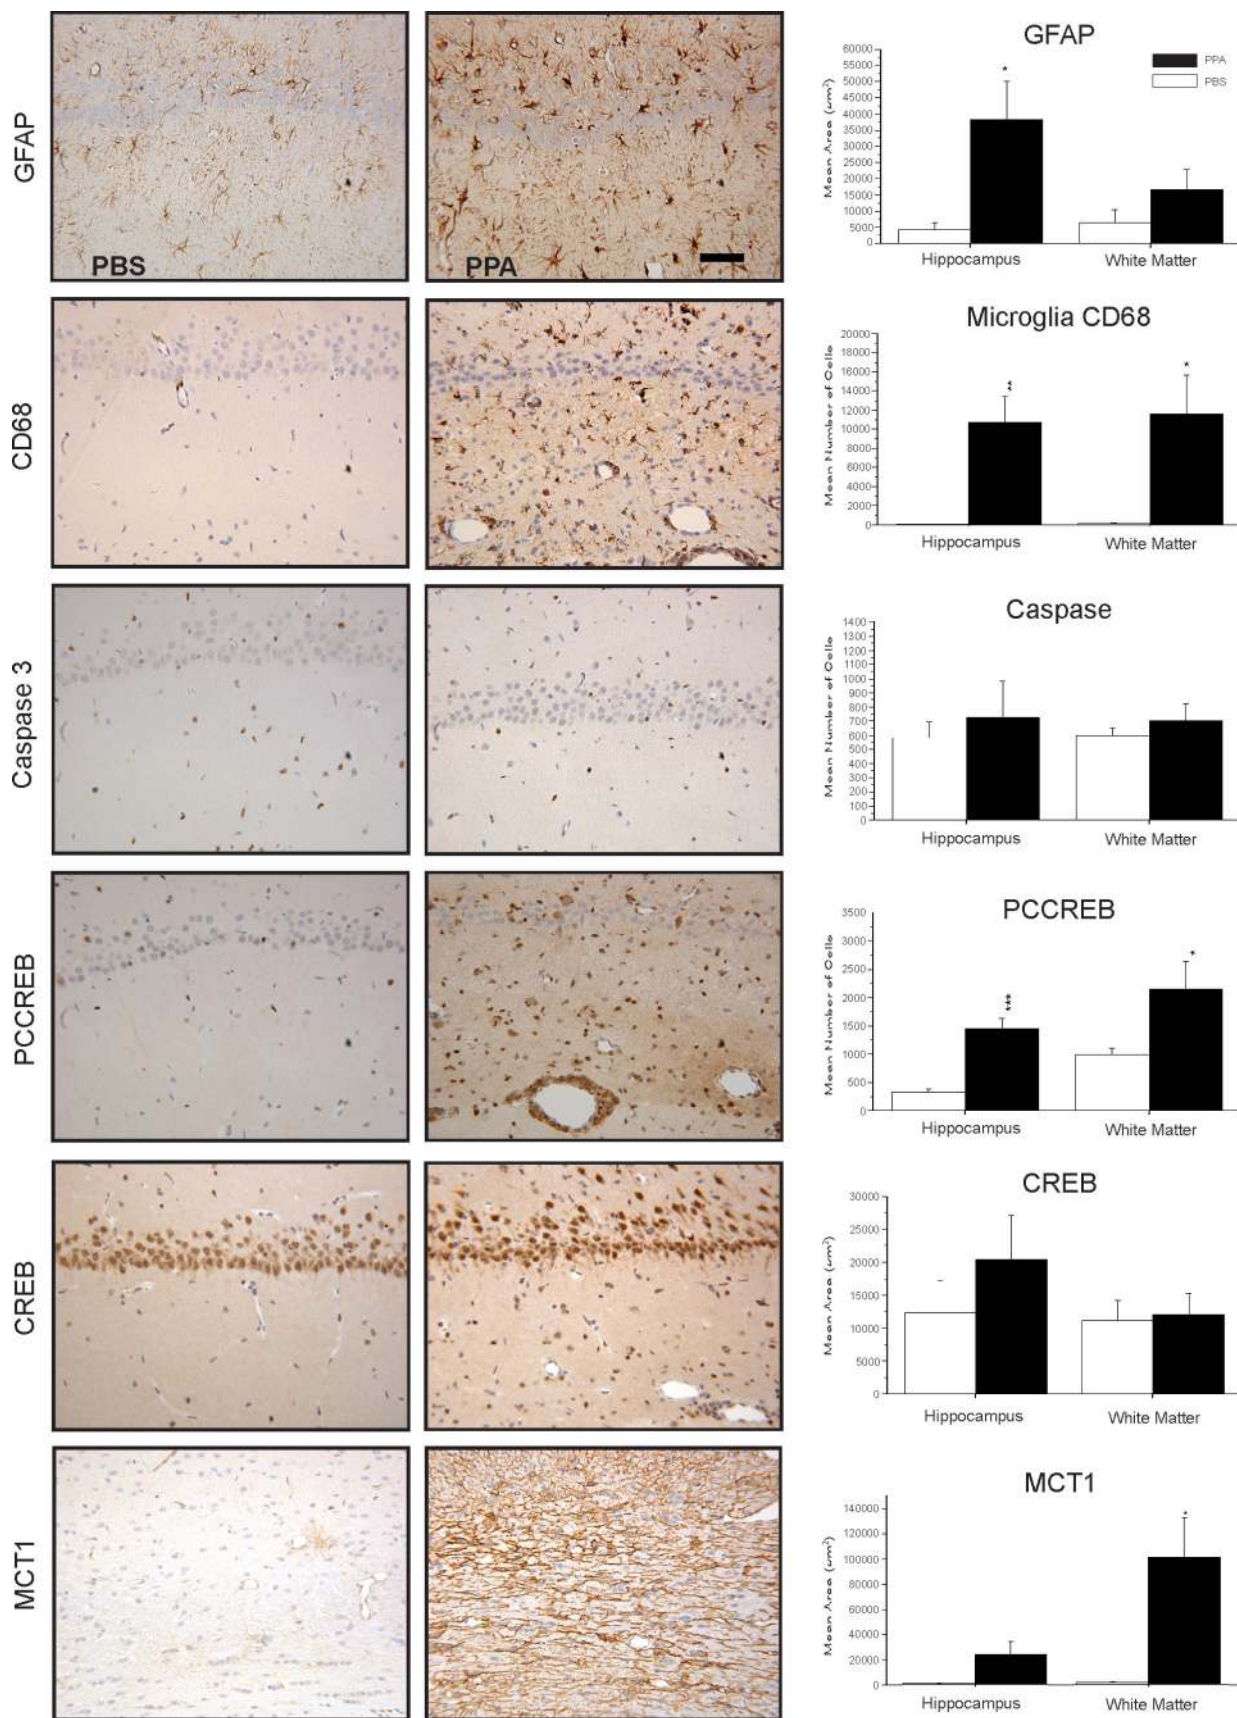 GFAP
PBS
PPA
GFAP
PPA
PBS
Mean Area (um²)
60000
55000
50000
45000
40000
35000
30000
25000
20000
15000
10000
5000
0
*
Hippocampus
White Matter
CD68
Microglia CD68
Mean Number of Cells
20000
18000
16000
14000
12000
10000
8000
6000
4000
2000
0
**
*
Hippocampus
White Matter
Caspase 3
Caspase
Mean Number of Cells
1400
1300
1200
1100
1000
900
800
700
600
500
400
300
200
100
0
Hippocampus
White Matter
PCCREB
PCCREB
Mean Number of Cells
3500
3000
2500
2000
1500
1000
500
0
***
*
Hippocampus
White Matter
CREB
CREB
Mean Area (um²)
30000
25000
20000
15000
10000
5000
0
Hippocampus
White Matter
MCT1
MCT1
Mean Area (um²)
140000
120000
100000
80000
60000
40000
20000
0
*
Hippocampus
White Matter